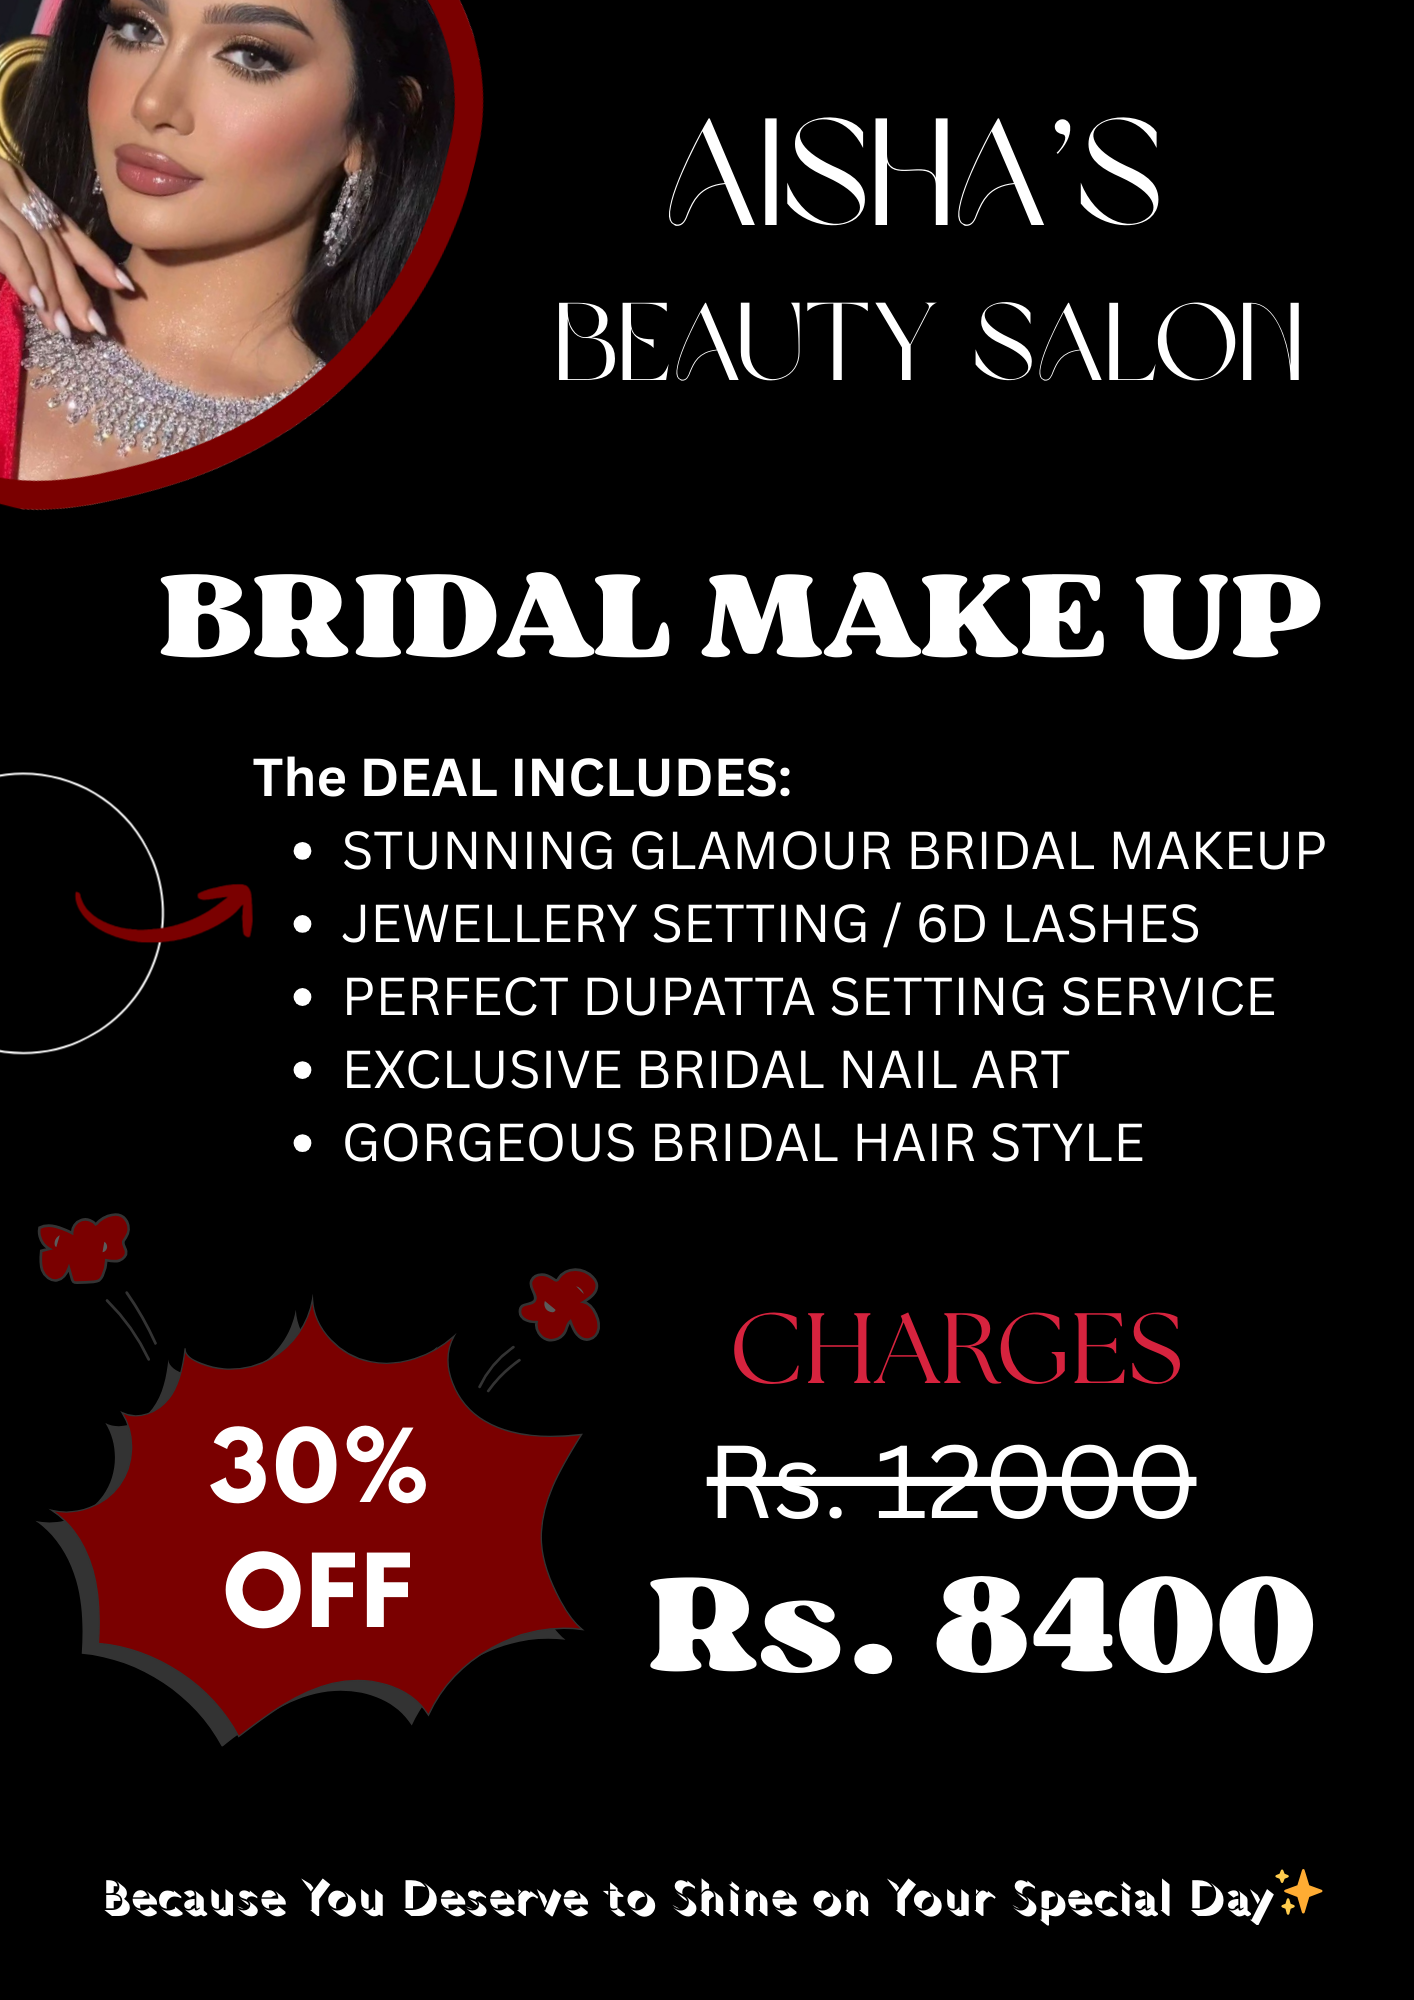 AISHA'S
BEAUTY SALON
BRIDAL MAKE UP
The DEAL INCLUDES:
• STUNNING GLAMOUR BRIDAL MAKEUP
• JEWELLERY SETTING / 6D LASHES
• PERFECT DUPATTA SETTING SERVICE
• EXCLUSIVE BRIDAL NAIL ART
• GORGEOUS BRIDAL HAIR STYLE
30%
OFF
CHARGES
Rs. 12000
Rs. 8400
Because You Deserve to Shine on Your Special Day✨